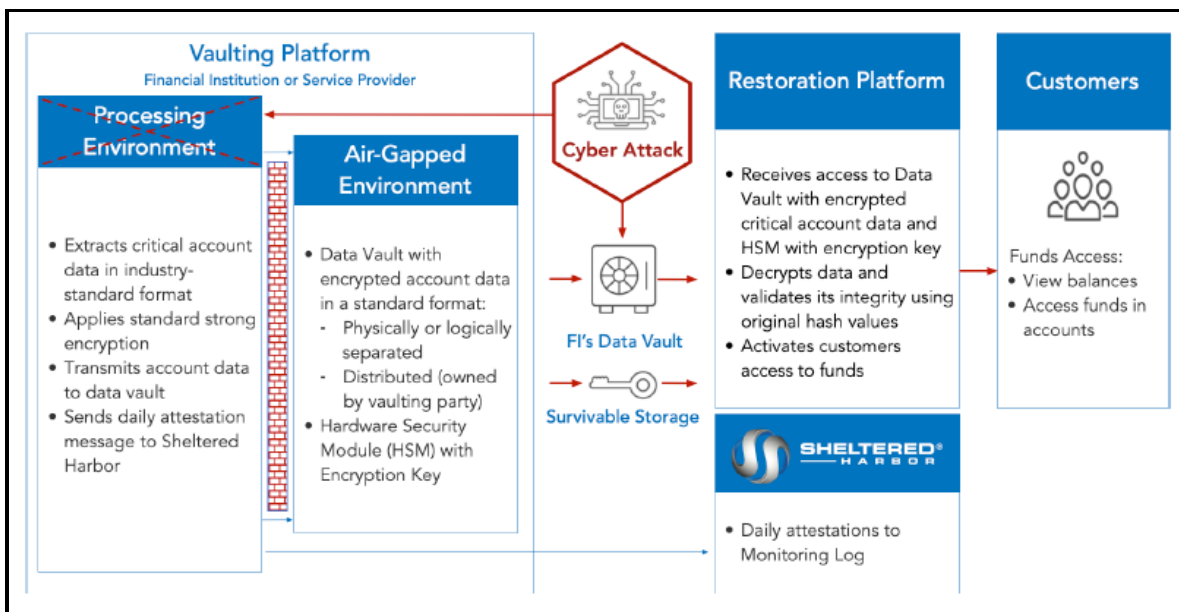 Vaulting Platform
Financial Institution or Service Provider
Processing
Environment
• Extracts critical account
data in industry-
standard format
• Applies standard strong
encryption
• Transmits account data
to data vault
• Sends daily attestation
message to Sheltered
Harbor
Air-Gapped
Environment
• Data Vault with
encrypted account data
in a standard format:
- Physically or logically
separated
- Distributed (owned
by vaulting party)
• Hardware Security
Module (HSM) with
Encryption Key
Cyber Attack
FI's Data Vault
Survivable Storage
Restoration Platform
• Receives access to Data
Vault with encrypted
critical account data and
HSM with encryption key
• Decrypts data and
validates its integrity using
original hash values
• Activates customers
access to funds
SHELTERED®
HARBOR
• Daily attestations to
Monitoring Log
Customers
Funds Access:
• View balances
• Access funds in
accounts